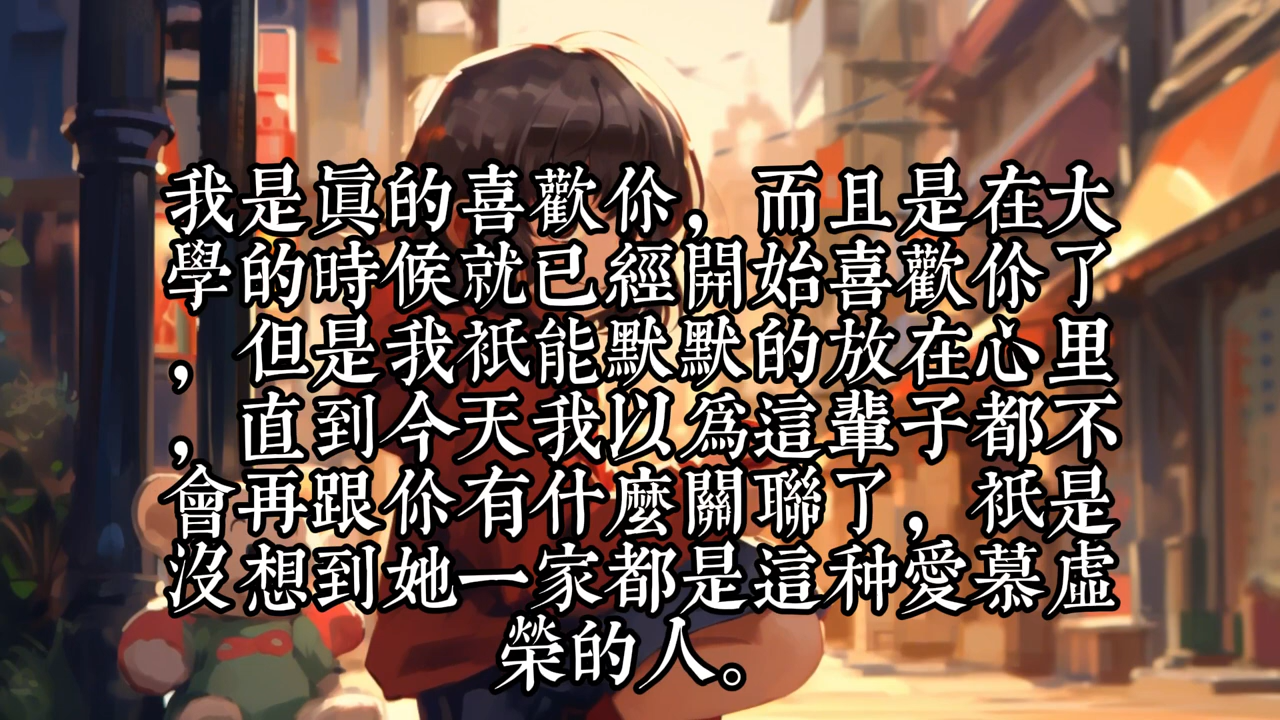 我是眞的喜歡你，而且是在大
學的時候就已經開始喜歡你了
，但是我衹能默默的放在心里
，直到今天我以爲這輩子都不
會再跟你有什麼關聯了，衹是
沒想到她一家都是這种愛慕虛
榮的人。